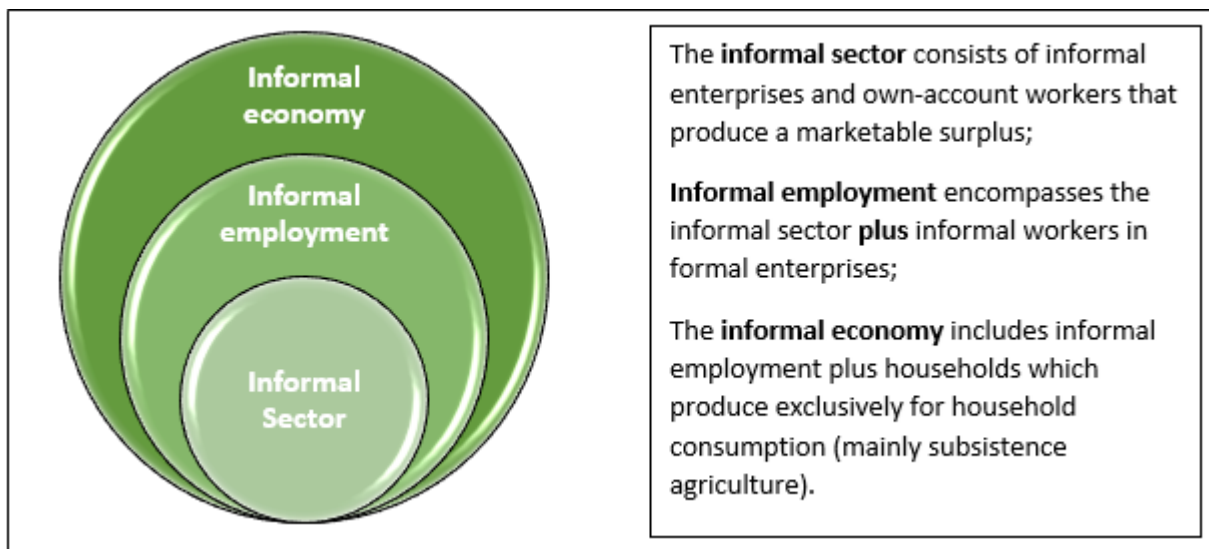 Informal
economy
Informal
employment
Informal
Sector
The informal sector consists of informal
enterprises and own-account workers that
produce a marketable surplus;
Informal employment encompasses the
informal sector plus informal workers in
formal enterprises;
The informal economy includes informal
employment plus households which
produce exclusively for household
consumption (mainly subsistence
agriculture).